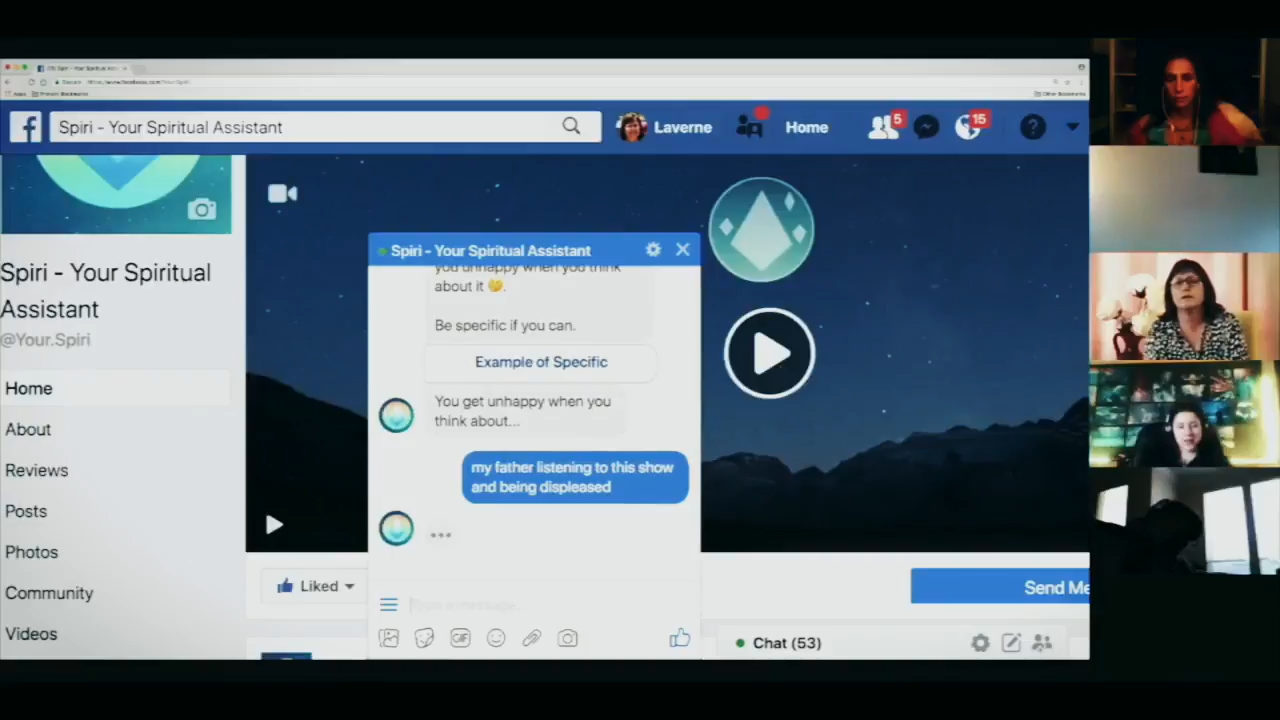 Spiri - Your Spiritual Assistant
Laverne
Home
5
15
Spiri - Your Spiritual
Assistant
@Your.Spiri
Home
About
Reviews
Posts
Photos
Community
Videos
Spiri - Your Spiritual Assistant
you unhappy when you think
about it 🤔.
Be specific if you can.
Example of Specific
You get unhappy when you
think about...
my father listening to this show
and being displeased
GIF
Liked
Send Me
Chat (53)